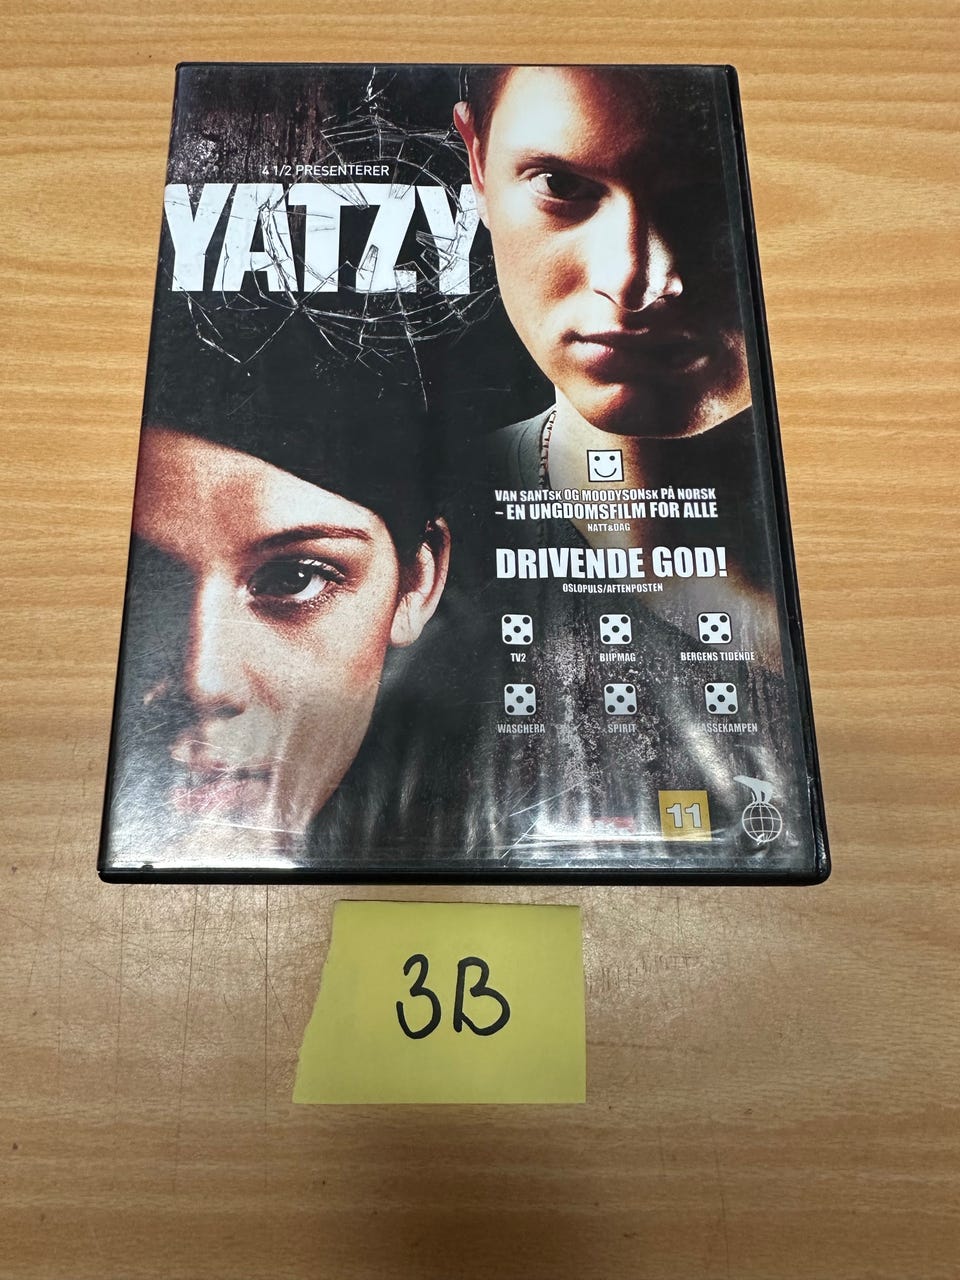 4 1/2 PRESENTERER
YATZY
VAN SANTSK OG MOODYSONSK PÅ NORSK
– EN UNGDOMSFILM FOR ALLE
NATT&DAG
DRIVENDE GOD!
OSLOPULS/AFTENPOSTEN
TV2 BIIPMAG BERGENS TIDENDE
WASCHERA SPIRIT KLASSEKAMPEN
11
3B